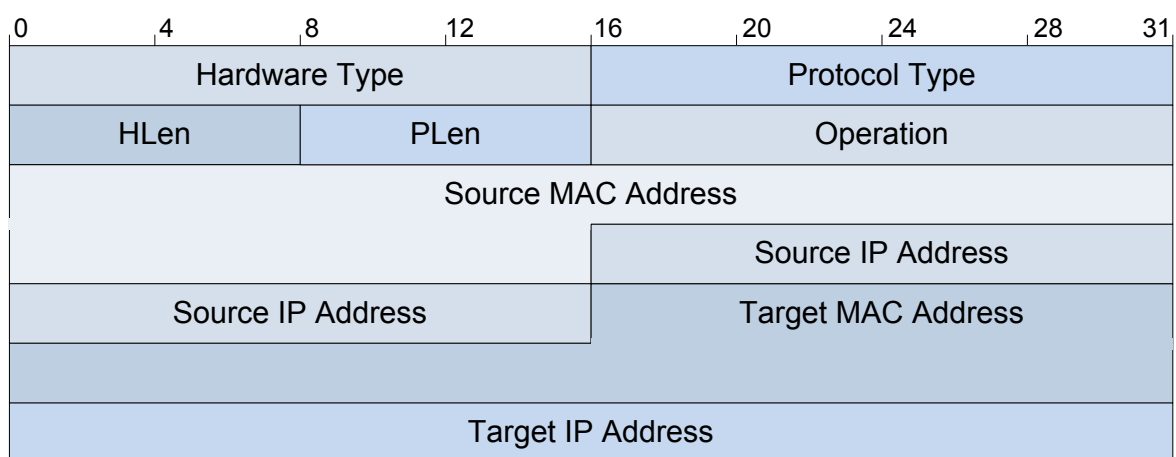 0 4 8 12 16 20 24 28 31
Hardware Type Protocol Type
HLen PLen Operation
Source MAC Address
Source IP Address
Source IP Address Target MAC Address
Target IP Address